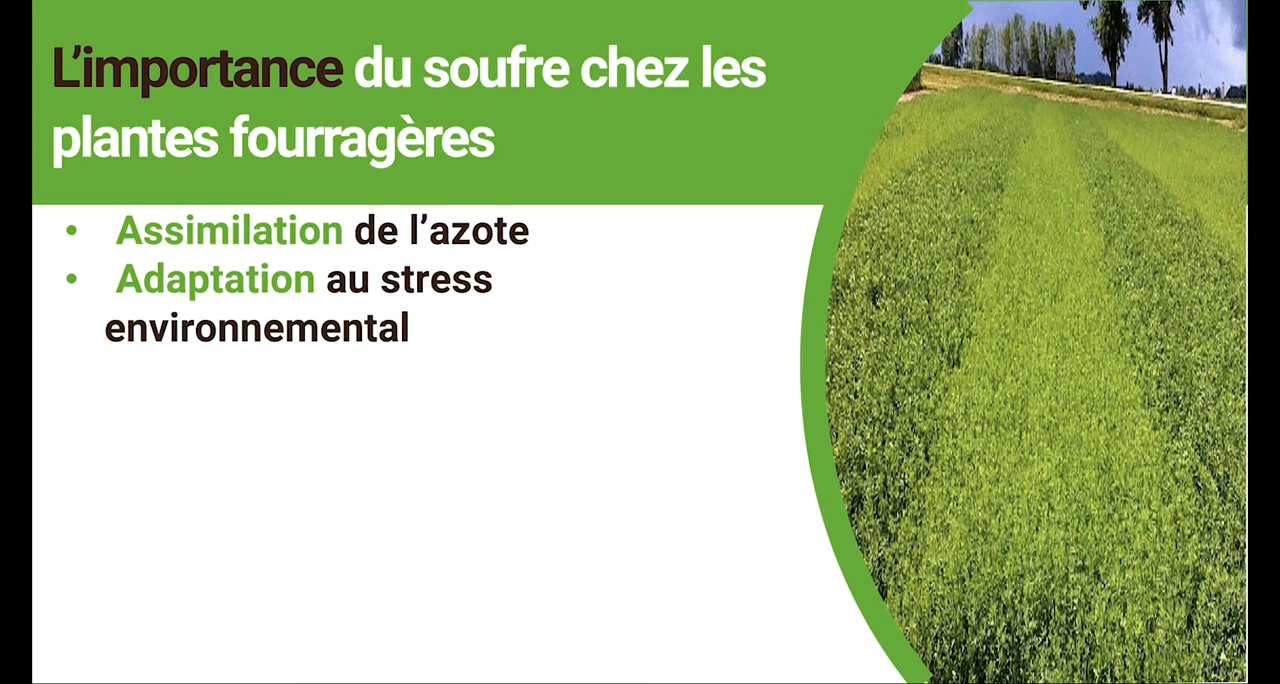 L’importance du soufre chez les
plantes fourragères
• Assimilation de l’azote
• Adaptation au stress
environnemental